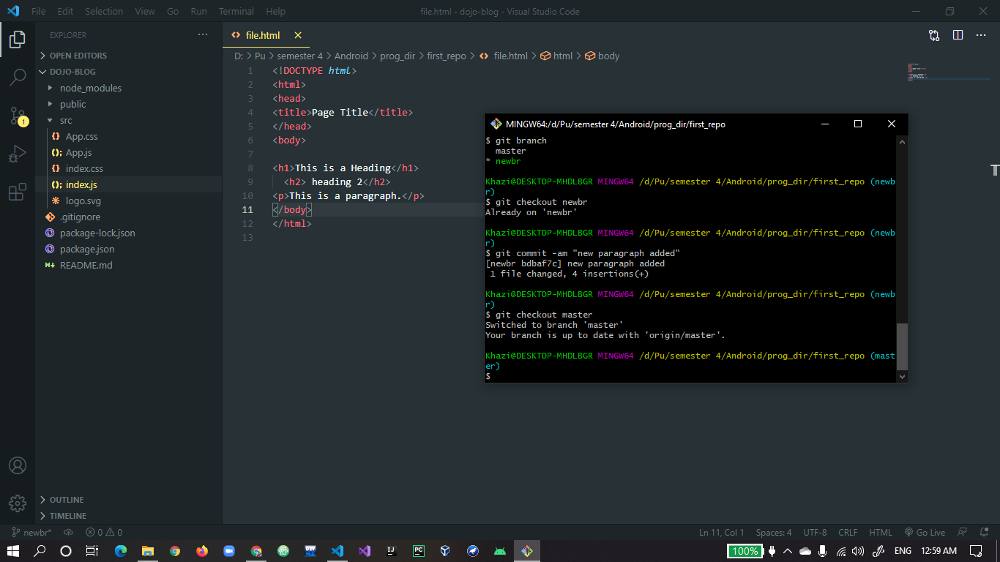 File Edit Selection View Go Run Terminal Help
file.html - dojo-blog - Visual Studio Code
EXPLORER
OPEN EDITORS
DOJO-BLOG
node_modules
public
src
App.css
App.js
index.css
index.js
logo.svg
.gitignore
package-lock.json
package.json
README.md
OUTLINE
TIMELINE
1
file.html
D: > Pu > semester 4 > Android > prog_dir > first_repo > file.html > html > body
1 <!DOCTYPE html>
2 <html>
3 <head>
4 <title>Page Title</title>
5 </head>
6 <body>
7
8 <h1>This is a Heading</h1>
9 <h2> heading 2</h2>
10 <p>This is a paragraph.</p>
11 </body>
12 </html>
13
MINGW64:/d/Pu/semester 4/Android/prog_dir/first_repo
$ git branch
master
* newbr
Khazi@DESKTOP-MHDLBGR MINGW64 /d/Pu/semester 4/Android/prog_dir/first_repo (newb
r)
$ git checkout newbr
Already on 'newbr'
Khazi@DESKTOP-MHDLBGR MINGW64 /d/Pu/semester 4/Android/prog_dir/first_repo (newb
r)
$ git commit -am "new paragraph added"
[newbr bdbaf7c] new paragraph added
1 file changed, 4 insertions(+)
Khazi@DESKTOP-MHDLBGR MINGW64 /d/Pu/semester 4/Android/prog_dir/first_repo (newb
r)
$ git checkout master
Switched to branch 'master'
Your branch is up to date with 'origin/master'.
Khazi@DESKTOP-MHDLBGR MINGW64 /d/Pu/semester 4/Android/prog_dir/first_repo (mast
er)
$
newbr* 0 0
Ln 11, Col 1 Spaces: 4 UTF-8 CRLF HTML Go Live
100% ENG 12:59 AM